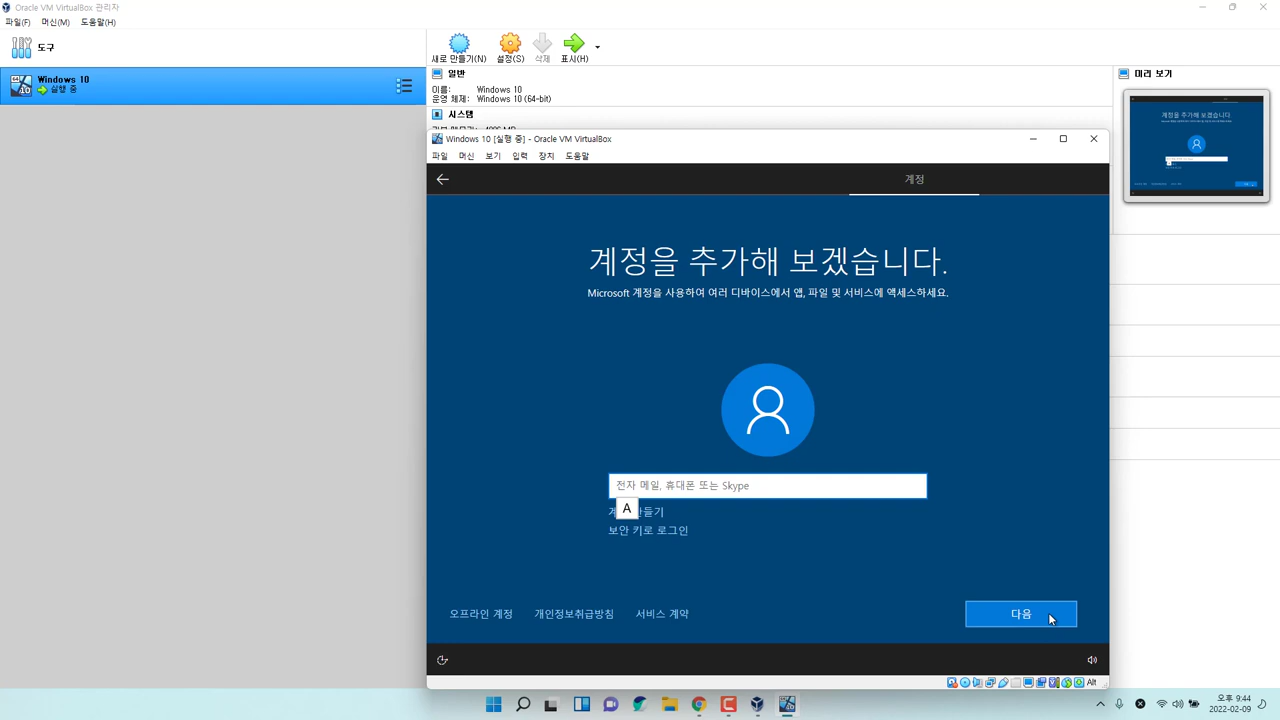 Oracle VM VirtualBox 관리자
파일(F) 머신(M) 도움말(H)
도구
새로 만들기(N) 설정(S) 삭제 표시(H)
Windows 10
실행 중
일반
이름: Windows 10
운영 체제: Windows 10 (64-bit)
시스템
미리 보기
Windows 10 [실행 중] - Oracle VM VirtualBox
파일 머신 보기 입력 장치 도움말
계정
계정을 추가해 보겠습니다.
Microsoft 계정을 사용하여 여러 디바이스에서 앱, 파일 및 서비스에 액세스하세요.
전자 메일, 휴대폰 또는 Skype
A
보안 키로 로그인
오프라인 계정 개인정보취급방침 서비스 계약
다음
Alt
오후 9:44
2022-02-09